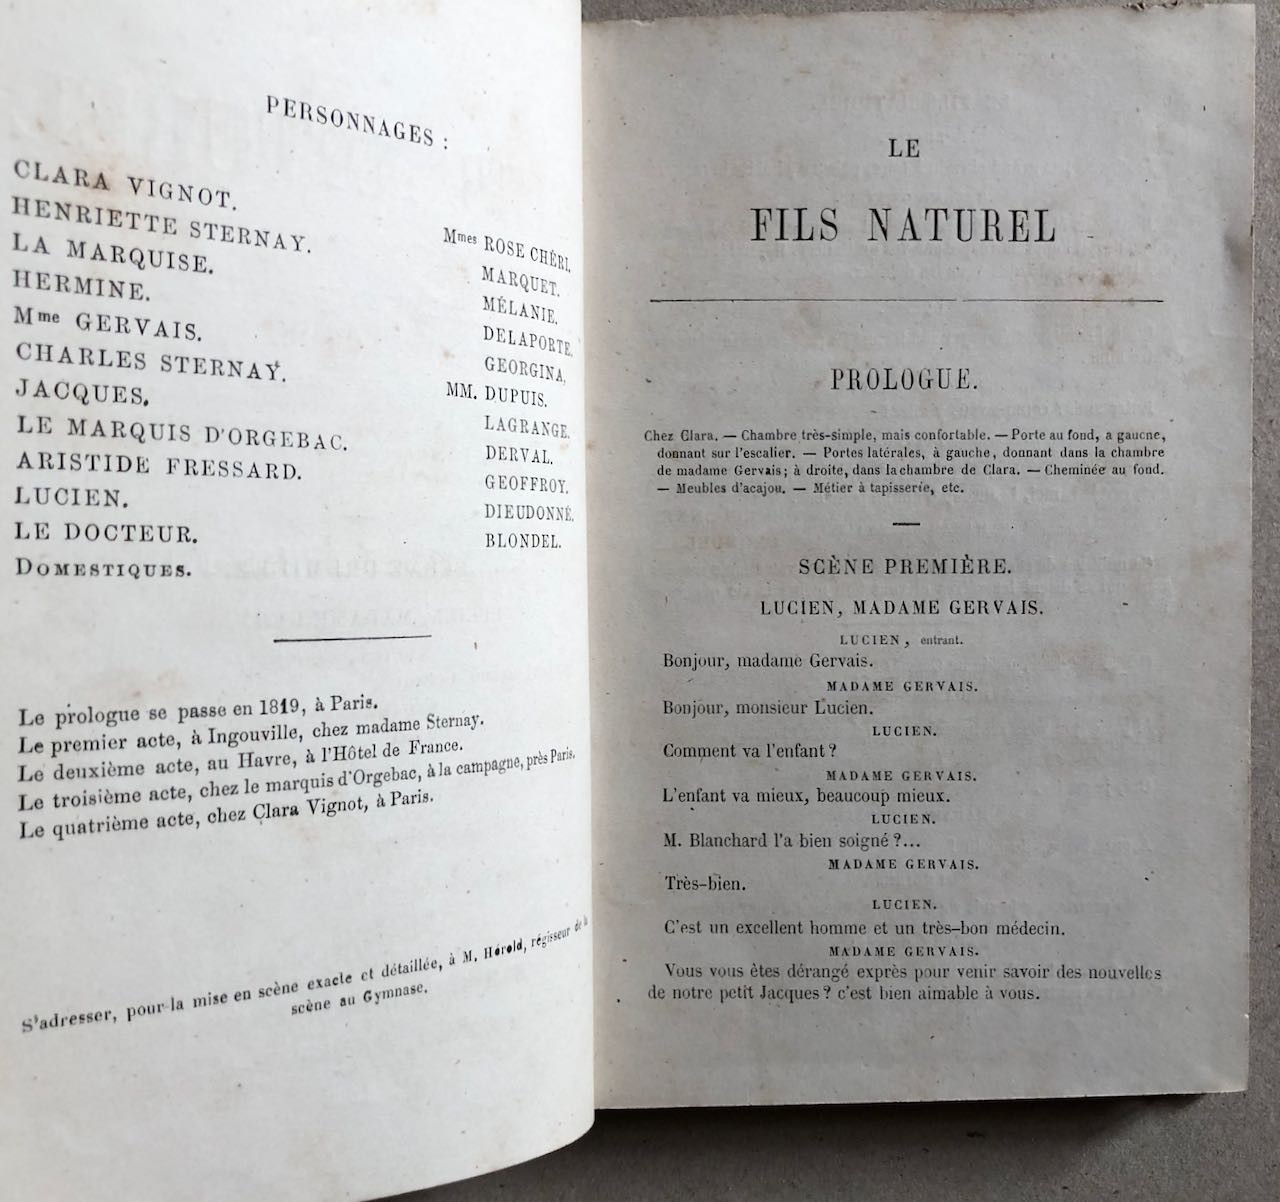 PERSONNAGES :
CLARA VIGNOT. Mmes ROSE CHÉRI.
HENRIETTE STERNAY. MARQUET.
LA MARQUISE. MÉLANIE.
HERMINE. DELAPORTE.
Mme GERVAIS. GEORGINA.
CHARLES STERNAY. MM. DUPUIS.
JACQUES. LAGRANGE.
LE MARQUIS D'ORGEBAC. DERVAL.
ARISTIDE FRESSARD. GEOFFROY.
LUCIEN. DIEUDONNÉ.
LE DOCTEUR. BLONDEL.
DOMESTIQUES.
Le prologue se passe en 1819, à Paris.
Le premier acte, à Ingouville, chez madame Sternay.
Le deuxième acte, au Havre, à l'Hôtel de France.
Le troisième acte, chez le marquis d'Orgebac, à la campagne, près Paris.
Le quatrième acte, chez Clara Vignot, à Paris.
S'adresser, pour la mise en scène exacte et détaillée, à M. Hérold, régisseur de la
scène au Gymnase.
LE
FILS NATUREL
PROLOGUE.
Chez Clara. — Chambre très-simple, mais confortable. — Porte au fond, a gaucne,
donnant sur l'escalier. — Portes latérales, à gauche, donnant dans la chambre
de madame Gervais; à droite, dans la chambre de Clara. — Cheminée au fond.
— Meubles d'acajou. — Métier à tapisserie, etc.
SCÈNE PREMIÈRE.
LUCIEN, MADAME GERVAIS.
LUCIEN, entrant.
Bonjour, madame Gervais.
MADAME GERVAIS.
Bonjour, monsieur Lucien.
LUCIEN.
Comment va l'enfant?
MADAME GERVAIS.
L'enfant va mieux, beaucoup mieux.
LUCIEN.
M. Blanchard l'a bien soigné?...
MADAME GERVAIS.
Très-bien.
LUCIEN.
C'est un excellent homme et un très-bon médecin.
MADAME GERVAIS.
Vous vous êtes dérangé exprès pour venir savoir des nouvelles
de notre petit Jacques? c'est bien aimable à vous.